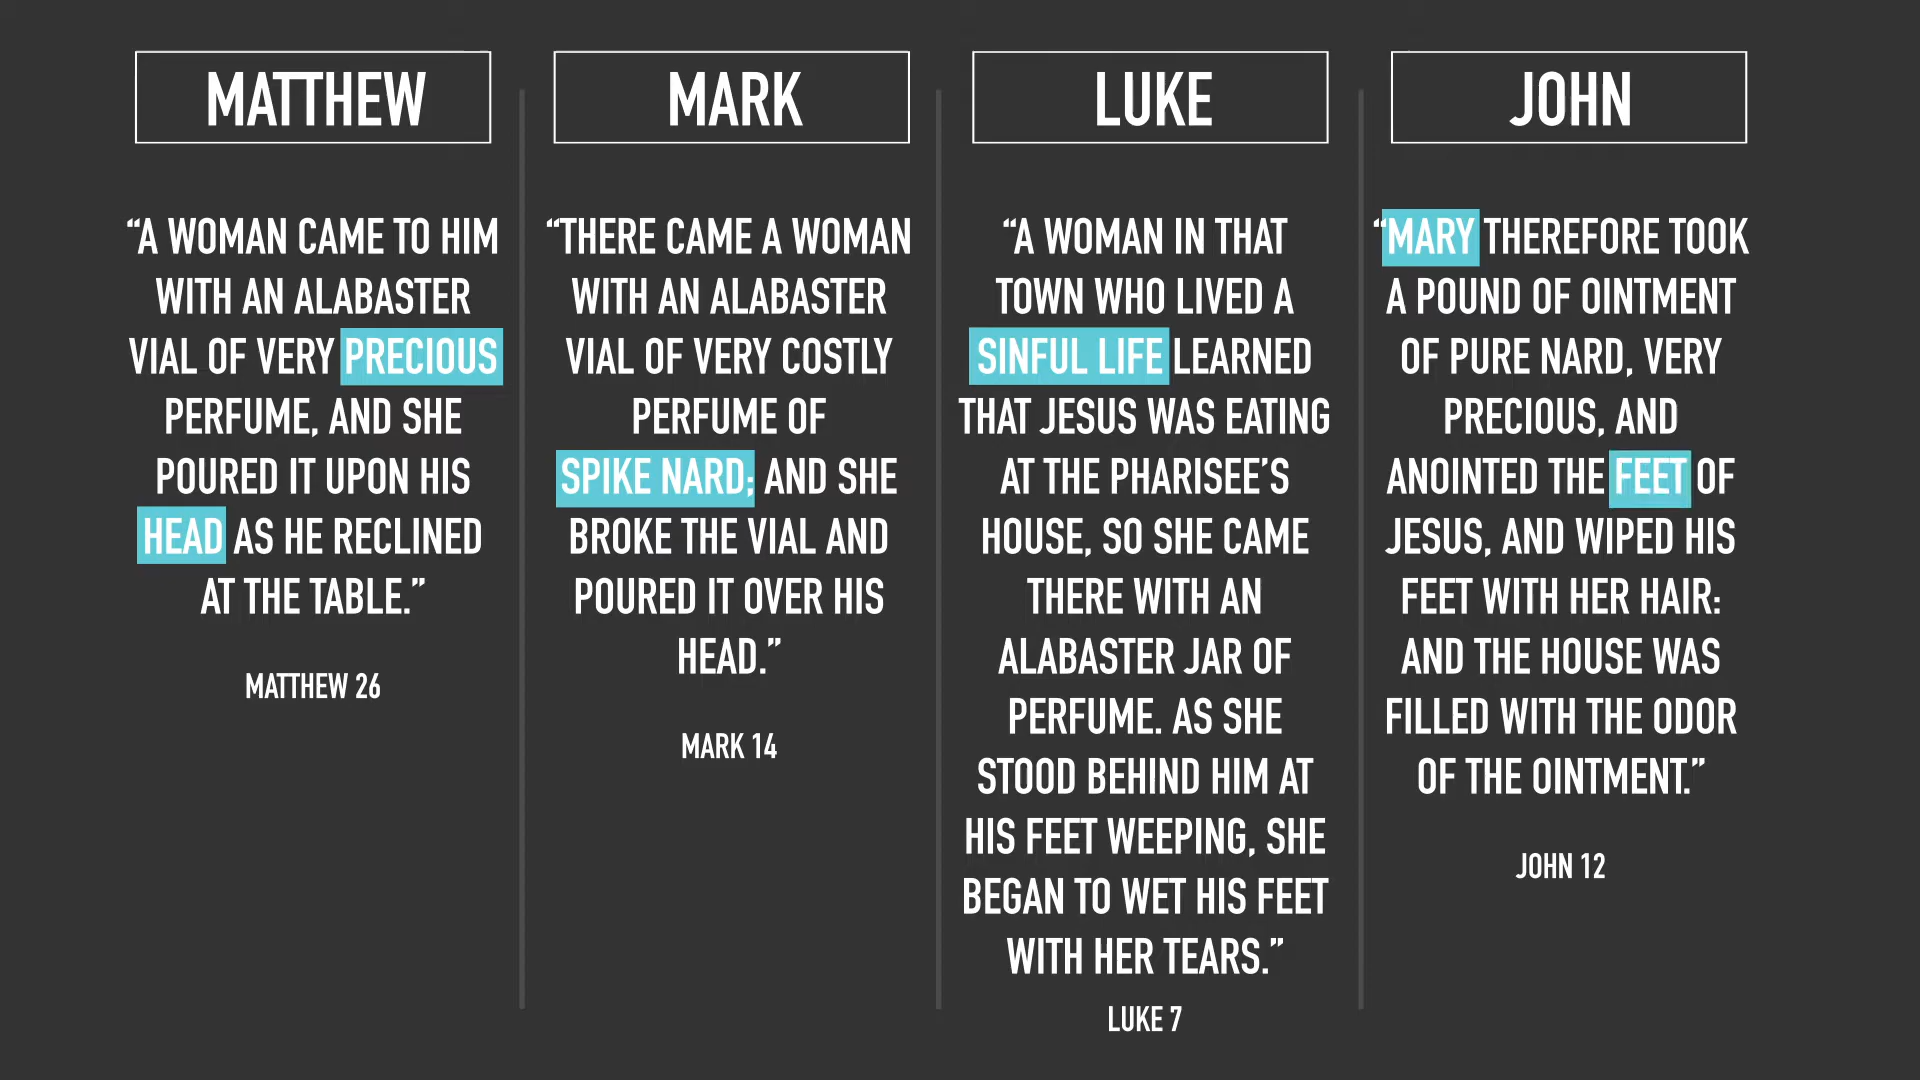 MATTHEW
“A WOMAN CAME TO HIM
WITH AN ALABASTER
VIAL OF VERY PRECIOUS
PERFUME, AND SHE
POURED IT UPON HIS
HEAD AS HE RECLINED
AT THE TABLE.”
MATTHEW 26
MARK
“THERE CAME A WOMAN
WITH AN ALABASTER
VIAL OF VERY COSTLY
PERFUME OF
SPIKE NARD; AND SHE
BROKE THE VIAL AND
POURED IT OVER HIS
HEAD.”
MARK 14
LUKE
“A WOMAN IN THAT
TOWN WHO LIVED A
SINFUL LIFE LEARNED
THAT JESUS WAS EATING
AT THE PHARISEE’S
HOUSE, SO SHE CAME
THERE WITH AN
ALABASTER JAR OF
PERFUME. AS SHE
STOOD BEHIND HIM AT
HIS FEET WEEPING, SHE
BEGAN TO WET HIS FEET
WITH HER TEARS.”
LUKE 7
JOHN
“MARY THEREFORE TOOK
A POUND OF OINTMENT
OF PURE NARD, VERY
PRECIOUS, AND
ANOINTED THE FEET OF
JESUS, AND WIPED HIS
FEET WITH HER HAIR:
AND THE HOUSE WAS
FILLED WITH THE ODOR
OF THE OINTMENT.”
JOHN 12